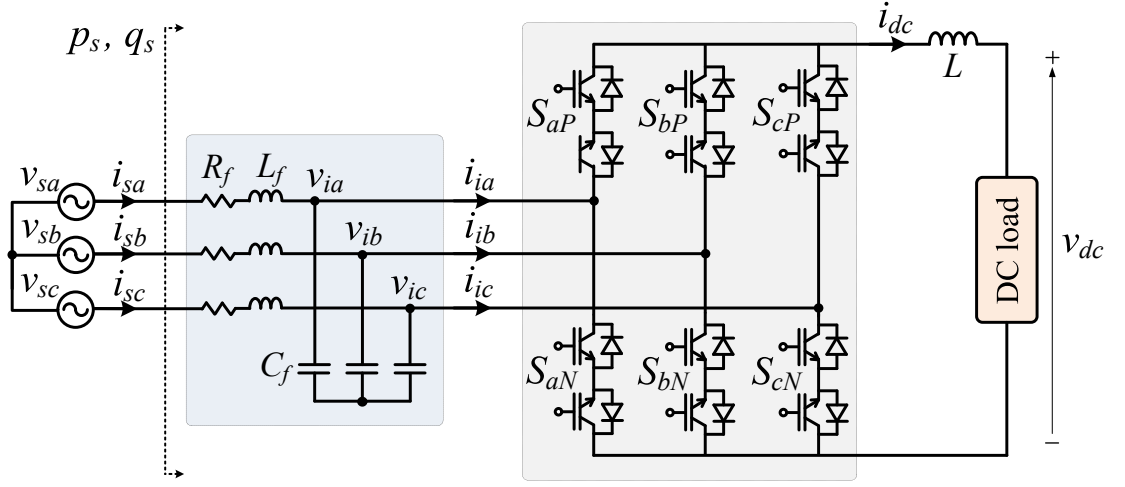 p_s, q_s
i_dc
L
+
S_aP
S_bP
S_cP
R_f
L_f
v_sa
i_sa
v_ia
i_ia
v_sb
i_sb
v_ib
i_ib
v_sc
i_sc
v_ic
i_ic
DC load
v_dc
C_f
S_aN
S_bN
S_cN
−